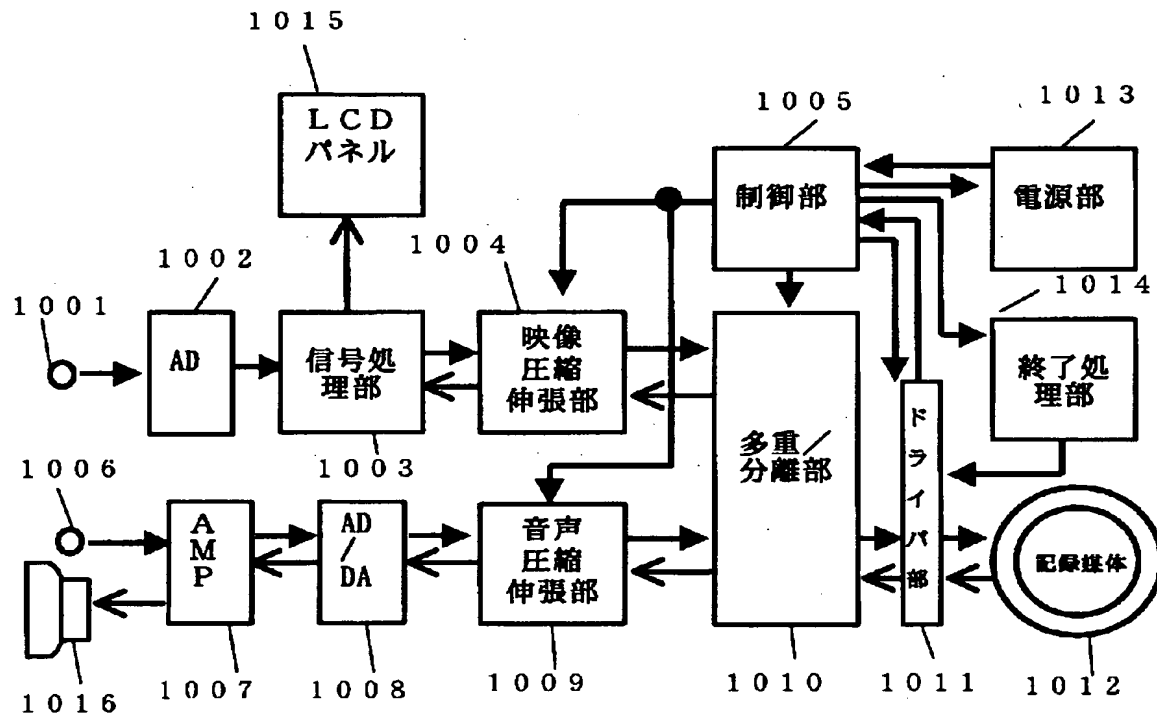 1015
LCD
パネル
1005
1013
制御部
電源部
1002
1004
1014
1001
AD
信号処
理部
映像
圧縮
伸張部
終了処
理部
多重/
分離部
ドライバ部
1006
1003
AMP
AD
/
DA
音声
圧縮
伸張部
記録媒体
1016
1007
1008
1009
1010
1011
1012